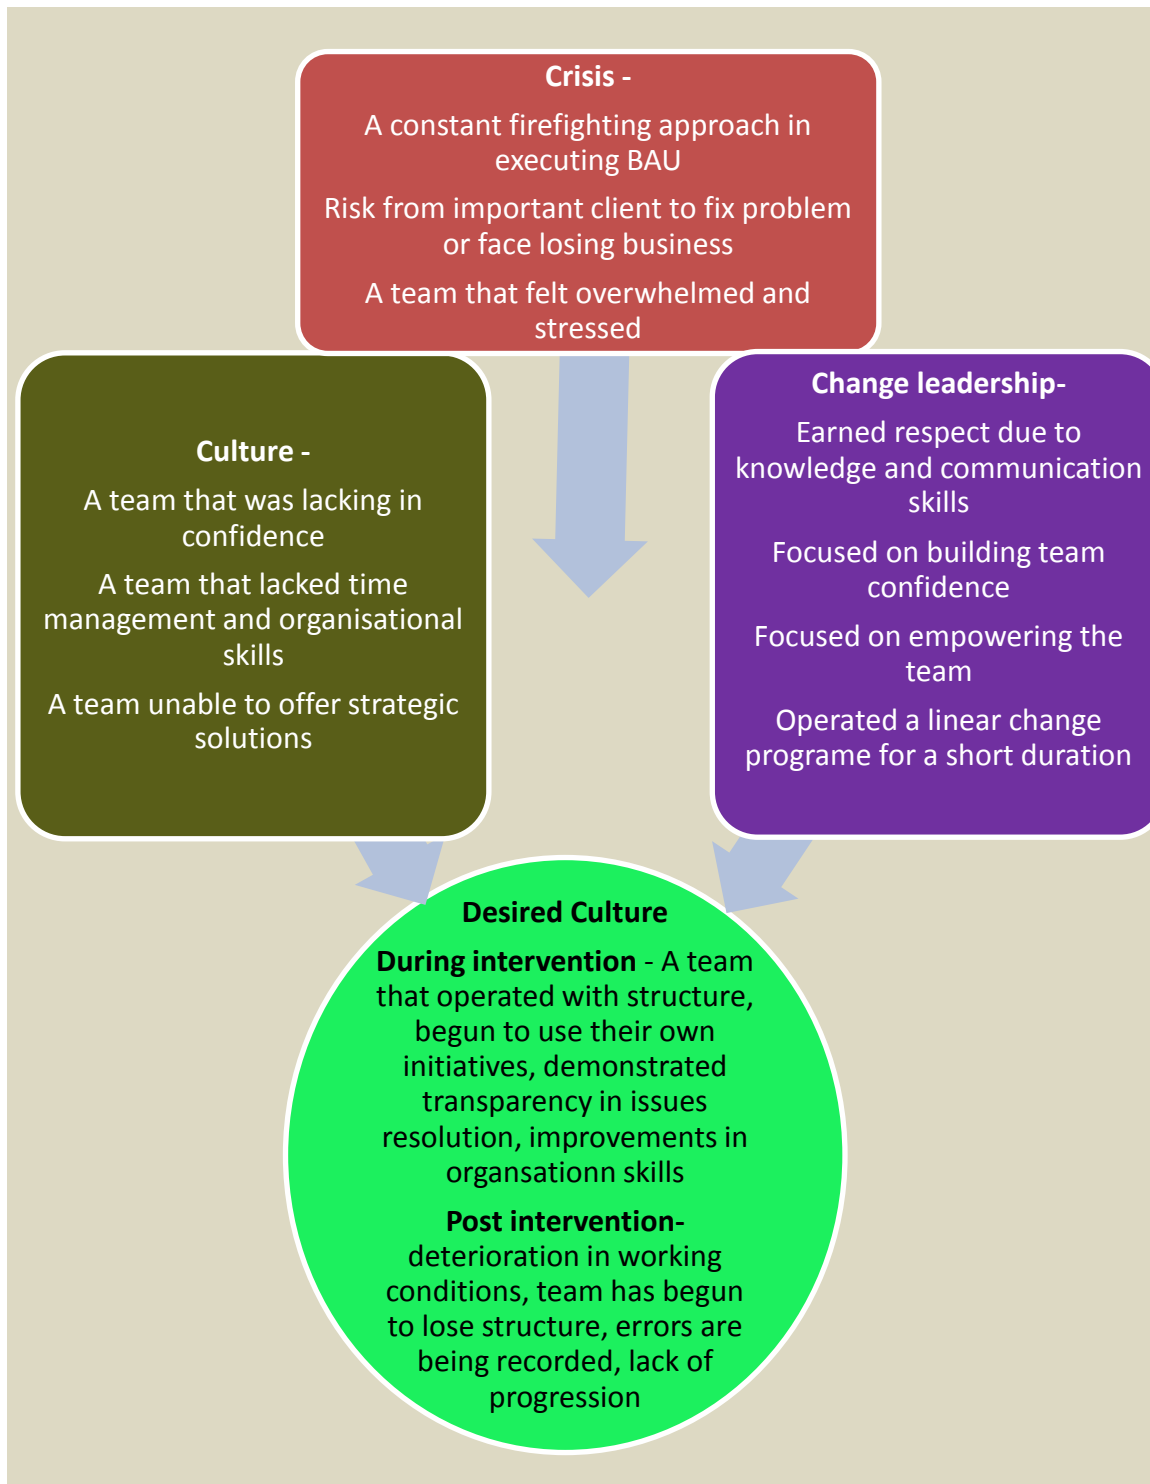 Crisis -
A constant firefighting approach in
executing BAU
Risk from important client to fix problem
or face losing business
A team that felt overwhelmed and
stressed
Culture -
A team that was lacking in
confidence
A team that lacked time
management and organisational
skills
A team unable to offer strategic
solutions
Change leadership-
Earned respect due to
knowledge and communication
skills
Focused on building team
confidence
Focused on empowering the
team
Operated a linear change
programe for a short duration
Desired Culture
During intervention - A team
that operated with structure,
begun to use their own
initiatives, demonstrated
transparency in issues
resolution, improvements in
organsationn skills
Post intervention-
deterioration in working
conditions, team has begun
to lose structure, errors are
being recorded, lack of
progression